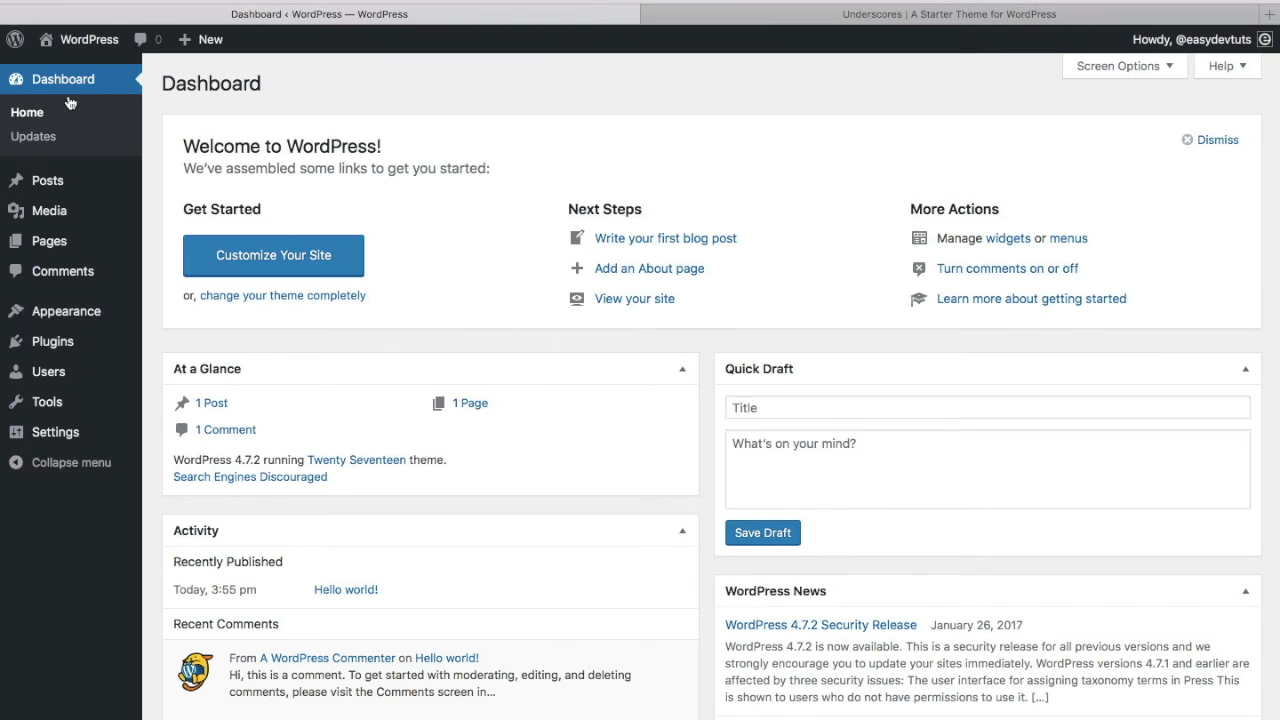 Dashboard ‹ WordPress — WordPress
Underscores | A Starter Theme for WordPress
WordPress
0
New
Howdy, @easydevtuts
Dashboard
Home
Updates
Posts
Media
Pages
Comments
Appearance
Plugins
Users
Tools
Settings
Collapse menu
Screen Options
Help
Dashboard
Welcome to WordPress!
We've assembled some links to get you started:
Dismiss
Get Started
Customize Your Site
or, change your theme completely
Next Steps
Write your first blog post
Add an About page
View your site
More Actions
Manage widgets or menus
Turn comments on or off
Learn more about getting started
At a Glance
1 Post
1 Page
1 Comment
WordPress 4.7.2 running Twenty Seventeen theme.
Search Engines Discouraged
Activity
Recently Published
Today, 3:55 pm
Hello world!
Recent Comments
From A WordPress Commenter on Hello world!
Hi, this is a comment. To get started with moderating, editing, and deleting
comments, please visit the Comments screen in...
Quick Draft
Title
What's on your mind?
Save Draft
WordPress News
WordPress 4.7.2 Security Release
January 26, 2017
WordPress 4.7.2 is now available. This is a security release for all previous versions and we
strongly encourage you to update your sites immediately. WordPress versions 4.7.1 and earlier are
affected by three security issues: The user interface for assigning taxonomy terms in Press This
is shown to users who do not have permissions to use it. [...]